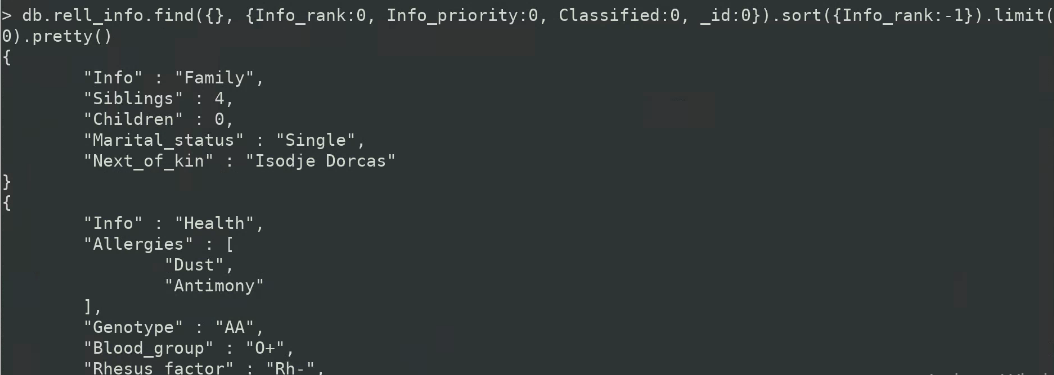 > db.rell_info.find({}, {Info_rank:0, Info_priority:0, Classified:0, _id:0}).sort({Info_rank:-1}).limit(
0).pretty()
{
        "Info" : "Family",
        "Siblings" : 4,
        "Children" : 0,
        "Marital_status" : "Single",
        "Next_of_kin" : "Isodje Dorcas"
}
{
        "Info" : "Health",
        "Allergies" : [
                "Dust",
                "Antimony"
        ],
        "Genotype" : "AA",
        "Blood_group" : "O+",
        "Rhesus_factor" : "Rh-",